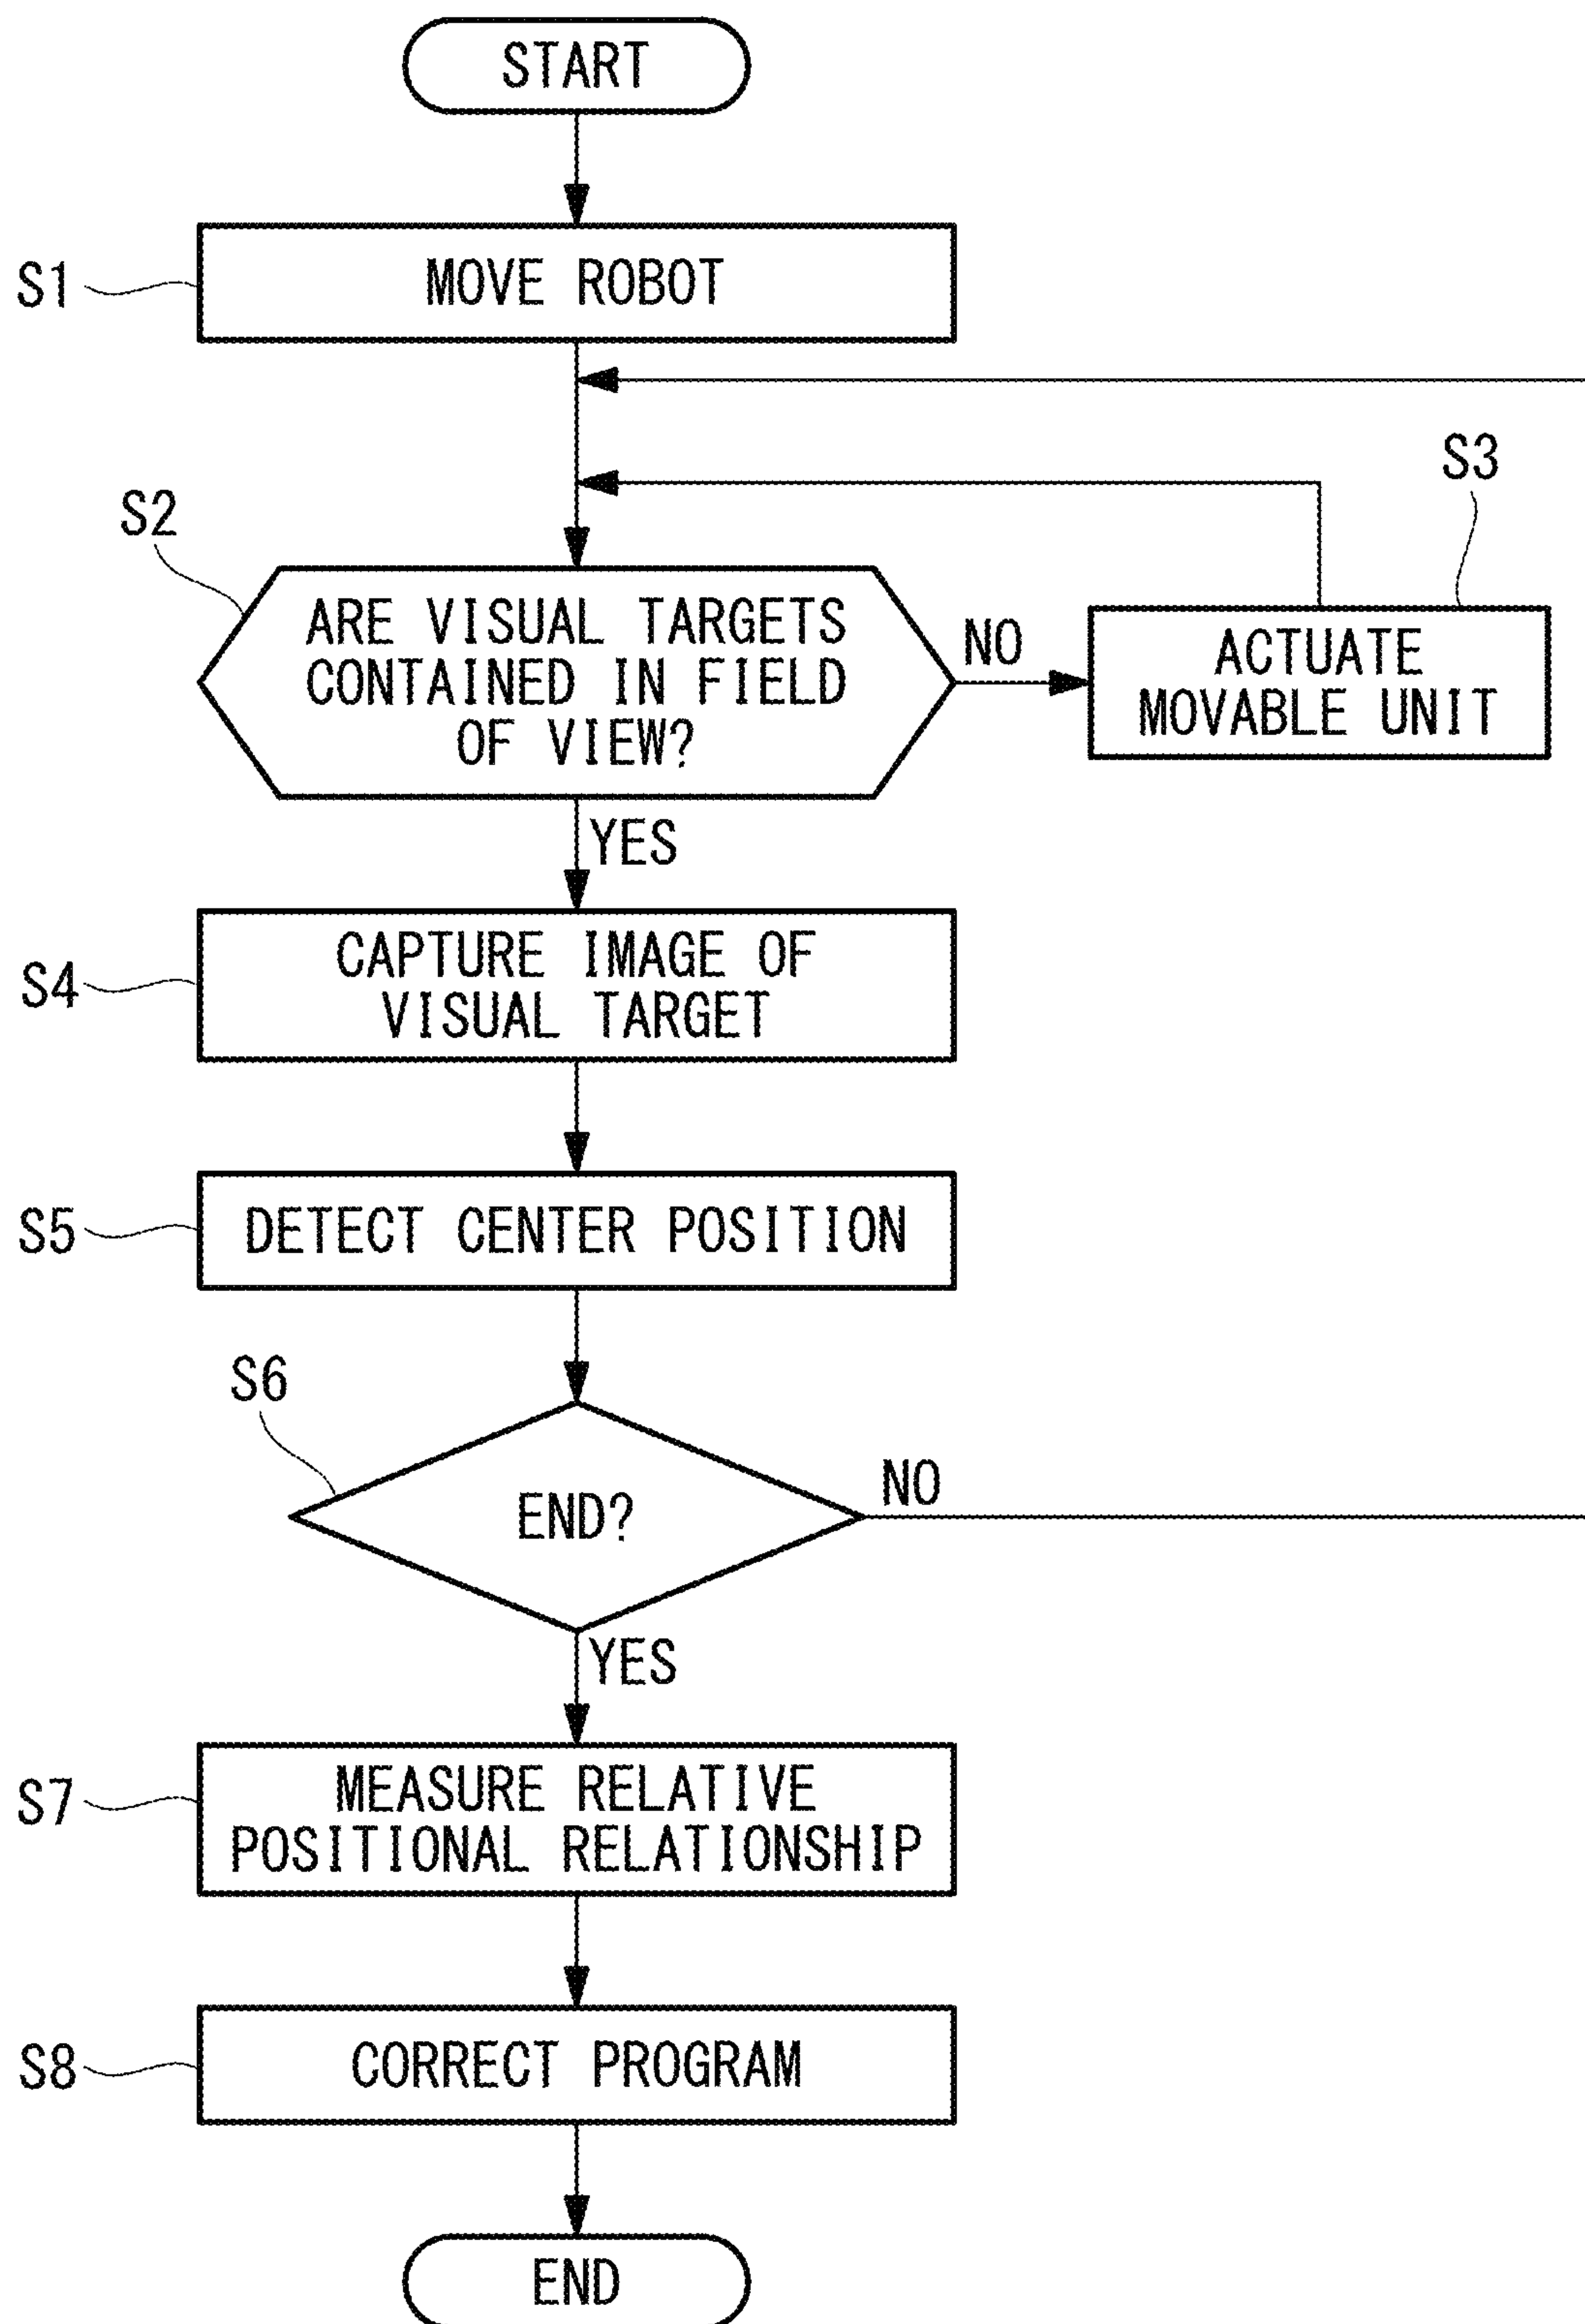 START
S1
MOVE ROBOT
S2
S3
ARE VISUAL TARGETS
CONTAINED IN FIELD
OF VIEW?
NO
ACTUATE
MOVABLE UNIT
YES
S4
CAPTURE IMAGE OF
VISUAL TARGET
S5
DETECT CENTER POSITION
S6
END?
NO
YES
S7
MEASURE RELATIVE
POSITIONAL RELATIONSHIP
S8
CORRECT PROGRAM
END